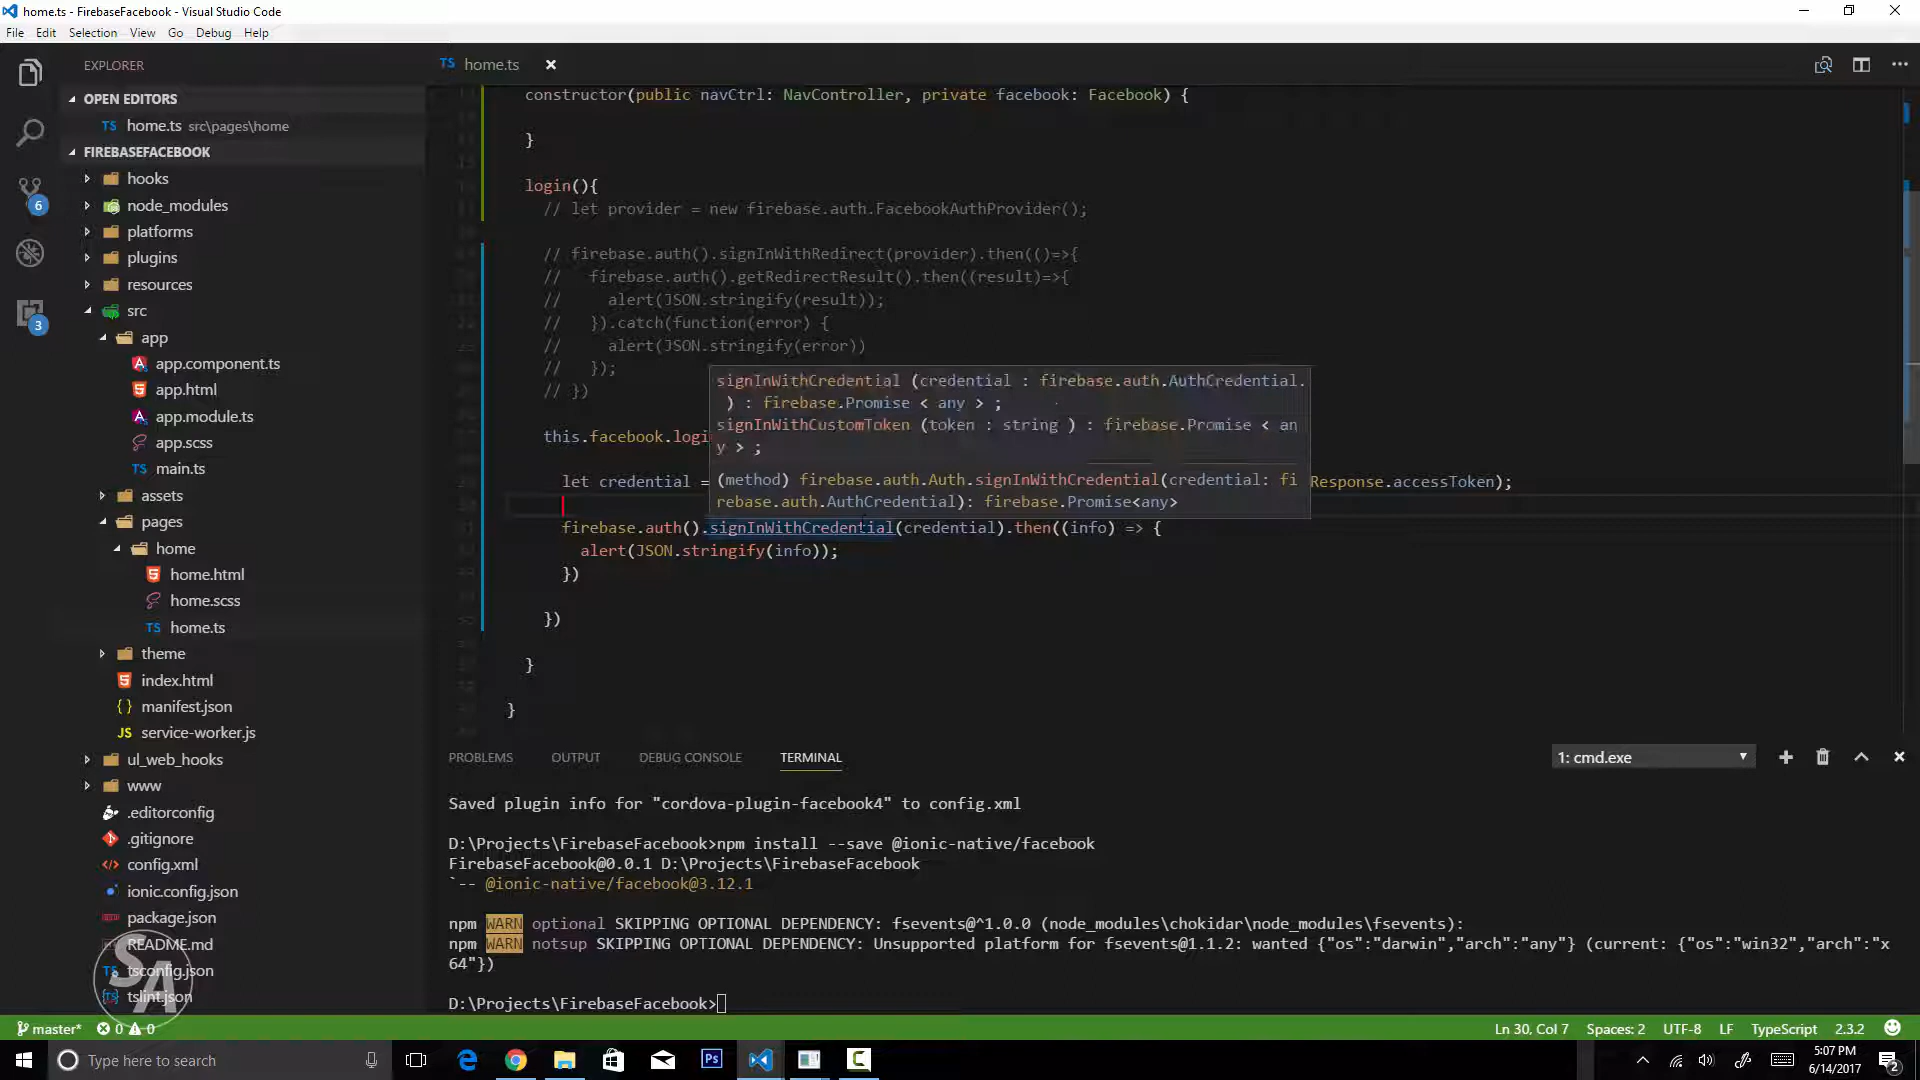 home.ts - FirebaseFacebook - Visual Studio Code
File Edit Selection View Go Debug Help
EXPLORER
TS home.ts
OPEN EDITORS
TS home.ts src\pages\home
FIREBASEFACEBOOK
hooks
node_modules
platforms
plugins
resources
src
app
app.component.ts
app.html
app.module.ts
app.scss
TS main.ts
assets
pages
home
home.html
home.scss
TS home.ts
theme
index.html
{ } manifest.json
JS service-worker.js
ul_web_hooks
www
.editorconfig
.gitignore
config.xml
ionic.config.json
package.json
README.md
TS tsconfig.json
tslint.json
SA
6
3
constructor(public navCtrl: NavController, private facebook: Facebook) {
}
login(){
// let provider = new firebase.auth.FacebookAuthProvider();
// firebase.auth().signInWithRedirect(provider).then(()=>{
//   firebase.auth().getRedirectResult().then((result)=>{
//     alert(JSON.stringify(result));
//   }).catch(function(error) {
//     alert(JSON.stringify(error))
//   });
// })
this.facebook.logi
let credential =
Response.accessToken);
signInWithCredential (credential : firebase.auth.AuthCredential.
) : firebase.Promise < any > ;
signInWithCustomToken (token : string ) : firebase.Promise < an
y > ;
(method) firebase.auth.Auth.signInWithCredential(credential: fi
rebase.auth.AuthCredential): firebase.Promise<any>
firebase.auth().signInWithCredential(credential).then((info) => {
alert(JSON.stringify(info));
})
})
}
}
PROBLEMS OUTPUT DEBUG CONSOLE TERMINAL 1: cmd.exe
Saved plugin info for "cordova-plugin-facebook4" to config.xml
D:\Projects\FirebaseFacebook>npm install --save @ionic-native/facebook
FirebaseFacebook@0.0.1 D:\Projects\FirebaseFacebook
`-- @ionic-native/facebook@3.12.1
npm WARN optional SKIPPING OPTIONAL DEPENDENCY: fsevents@^1.0.0 (node_modules\chokidar\node_modules\fsevents):
npm WARN notsup SKIPPING OPTIONAL DEPENDENCY: Unsupported platform for fsevents@1.1.2: wanted {"os":"darwin","arch":"any"} (current: {"os":"win32","arch":"x
64"})
D:\Projects\FirebaseFacebook>
master* 0 0 Ln 30, Col 7 Spaces: 2 UTF-8 LF TypeScript 2.3.2
Type here to search
Ps
5:07 PM
6/14/2017
2